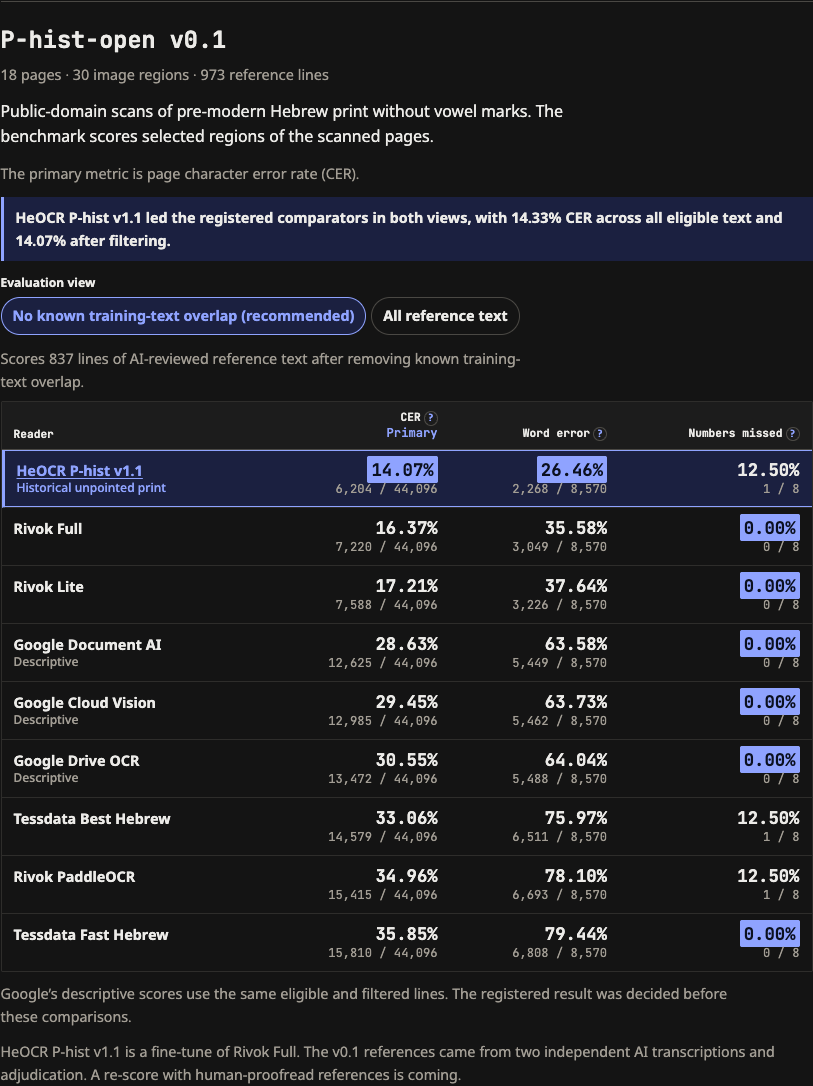 P-hist-open v0.1
18 pages · 30 image regions · 973 reference lines
Public-domain scans of pre-modern Hebrew print without vowel marks. The
benchmark scores selected regions of the scanned pages.
The primary metric is page character error rate (CER).
HeOCR P-hist v1.1 led the registered comparators in both views, with 14.33% CER across all eligible text and
14.07% after filtering.
Evaluation view
No known training-text overlap (recommended) All reference text
Scores 837 lines of AI-reviewed reference text after removing known training-
text overlap.
CER ?
Reader Primary Word error ? Numbers missed ?
HeOCR P-hist v1.1 14.07% 26.46% 12.50%
Historical unpointed print 6,204 / 44,096 2,268 / 8,570 1 / 8
Rivok Full 16.37% 35.58% 0.00%
7,220 / 44,096 3,049 / 8,570 0 / 8
Rivok Lite 17.21% 37.64% 0.00%
7,588 / 44,096 3,226 / 8,570 0 / 8
Google Document AI 28.63% 63.58% 0.00%
Descriptive 12,625 / 44,096 5,449 / 8,570 0 / 8
Google Cloud Vision 29.45% 63.73% 0.00%
Descriptive 12,985 / 44,096 5,462 / 8,570 0 / 8
Google Drive OCR 30.55% 64.04% 0.00%
Descriptive 13,472 / 44,096 5,488 / 8,570 0 / 8
Tessdata Best Hebrew 33.06% 75.97% 12.50%
14,579 / 44,096 6,511 / 8,570 1 / 8
Rivok PaddleOCR 34.96% 78.10% 12.50%
15,415 / 44,096 6,693 / 8,570 1 / 8
Tessdata Fast Hebrew 35.85% 79.44% 0.00%
15,810 / 44,096 6,808 / 8,570 0 / 8
Google’s descriptive scores use the same eligible and filtered lines. The registered result was decided before
these comparisons.
HeOCR P-hist v1.1 is a fine-tune of Rivok Full. The v0.1 references came from two independent AI transcriptions and
adjudication. A re-score with human-proofread references is coming.